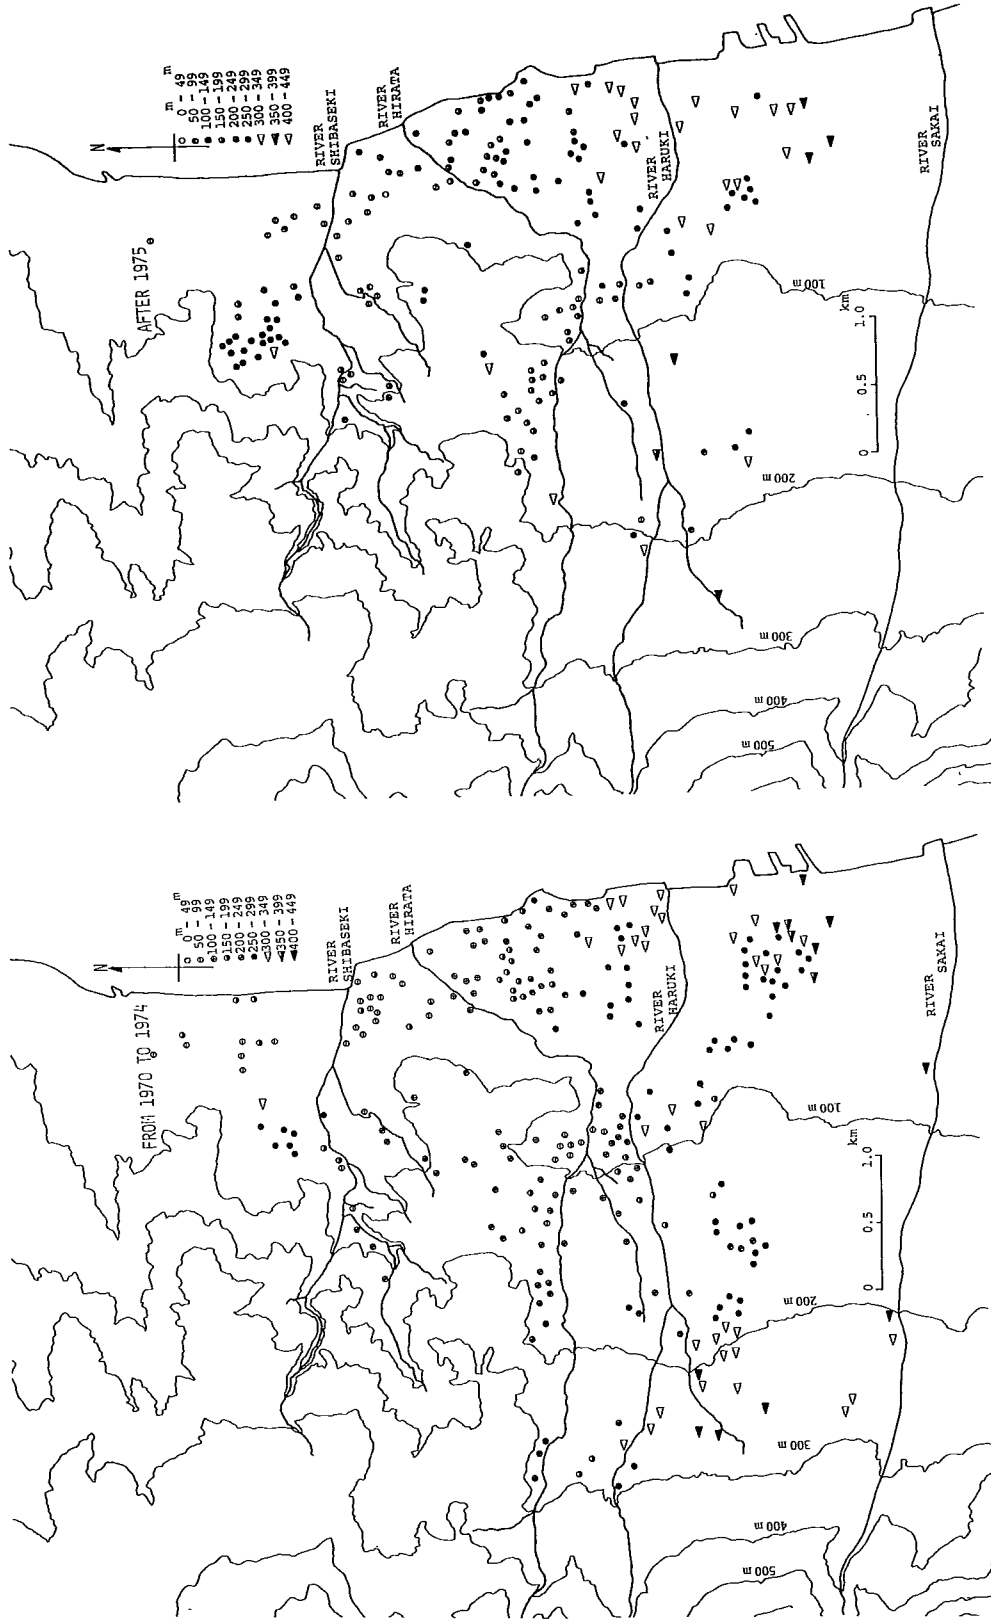 AFTER 1975
N
m m
0 - 49
50 - 99
100 - 149
150 - 199
200 - 249
250 - 299
300 - 349
350 - 399
400 - 449
RIVER
SHIBASEKI
RIVER
HIRATA
RIVER
HARUKI
RIVER
SAKAI
100 m
200 m
300 m
400 m
500 m
km
0 0.5 1.0
FROM 1970 TO 1974
N
m m
0 - 49
50 - 99
100 - 149
150 - 199
200 - 249
250 - 299
300 - 349
350 - 399
400 - 449
RIVER
SHIBASEKI
RIVER
HIRATA
RIVER
HARUKI
RIVER
SAKAI
100 m
200 m
300 m
400 m
500 m
km
0 0.5 1.0